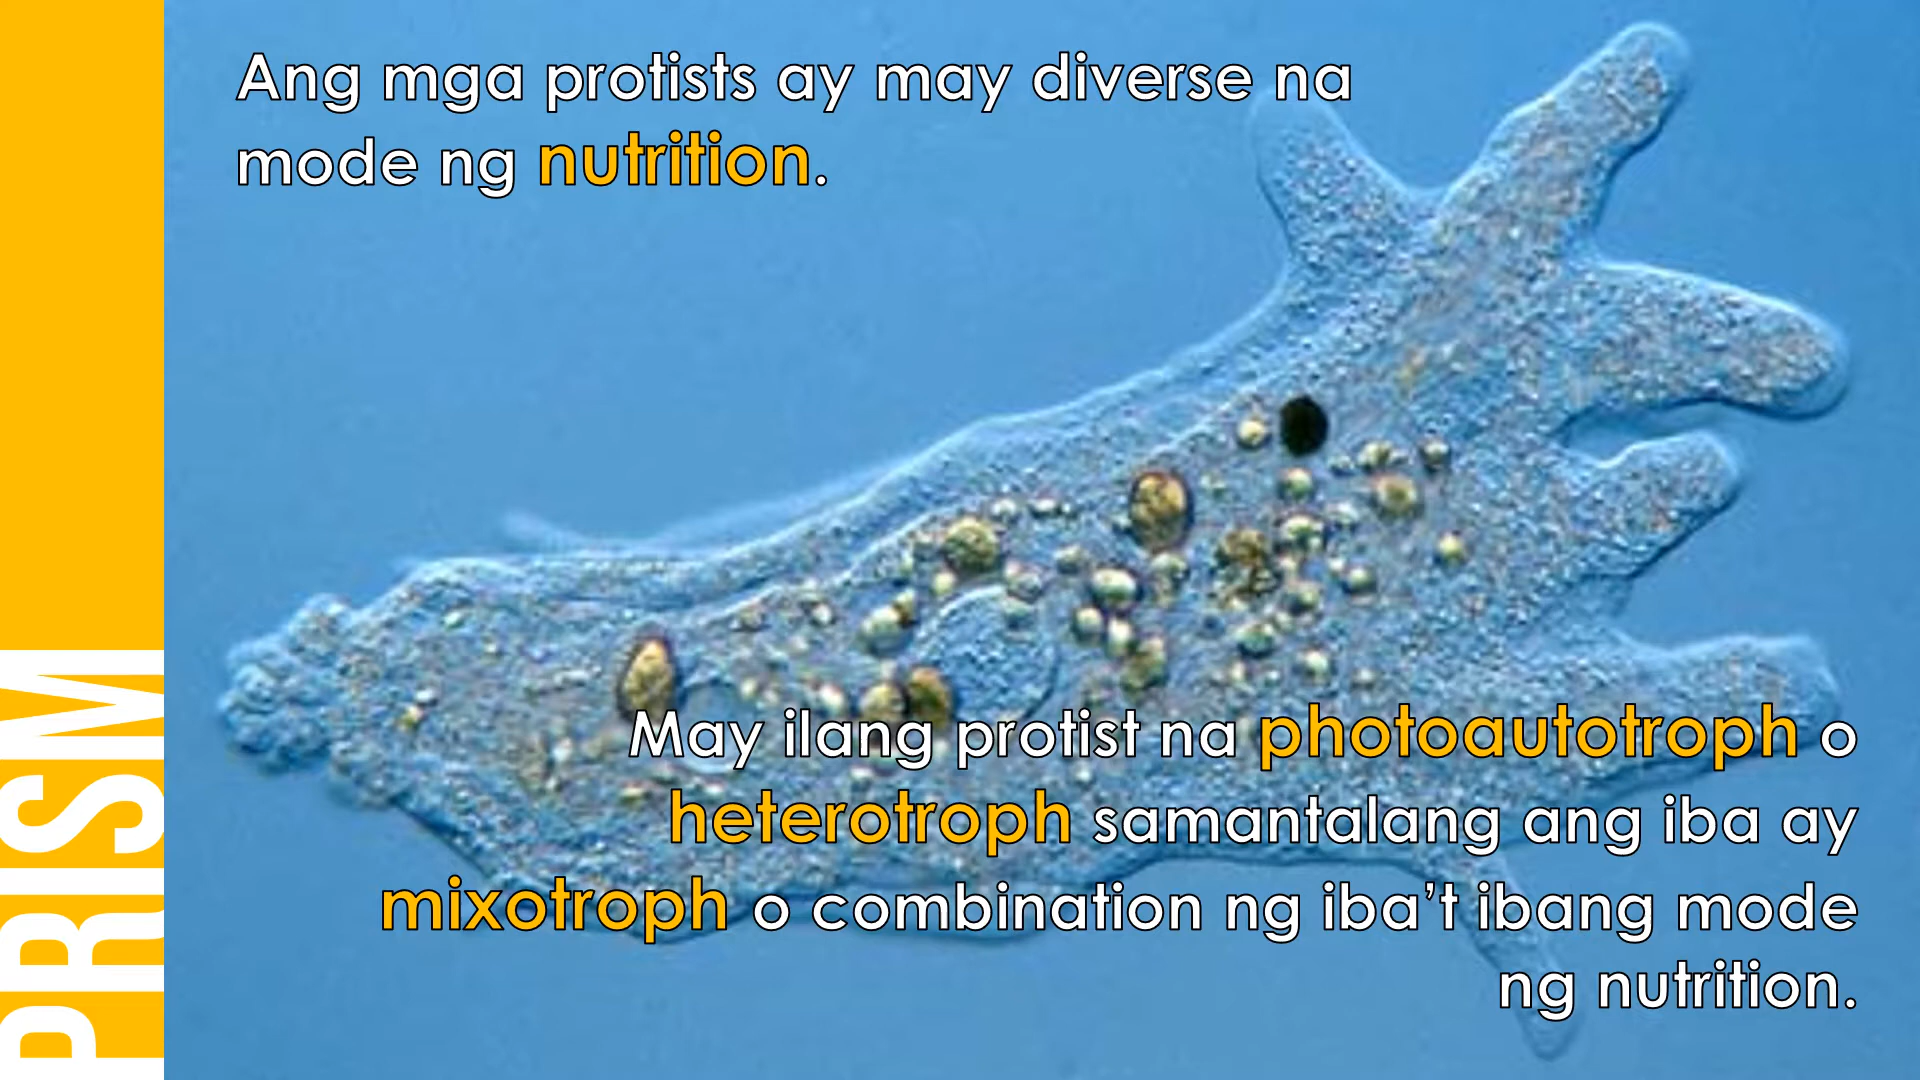 Ang mga protists ay may diverse na
mode ng nutrition.
May ilang protist na photoautotroph o
heterotroph samantalang ang iba ay
mixotroph o combination ng iba’t ibang mode
ng nutrition.
PRISM